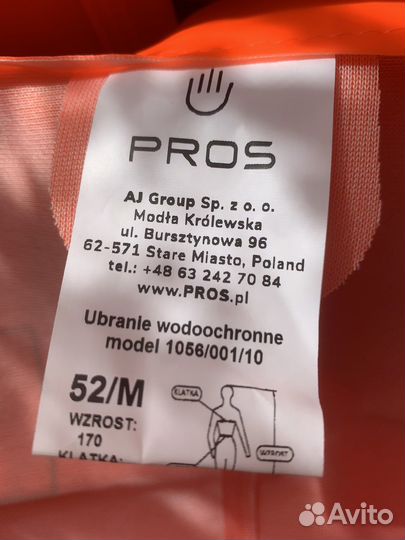 PROS
AJ Group Sp. z o. o.
Modła Królewska
ul. Bursztynowa 96
62-571 Stare Miasto, Poland
tel.: +48 63 242 70 84
www.PROS.pl
Ubranie wodoochronne
model 1056/001/10
52/M
WZROST:
170
KLATKA:
KLATKA
WZROST
Avito